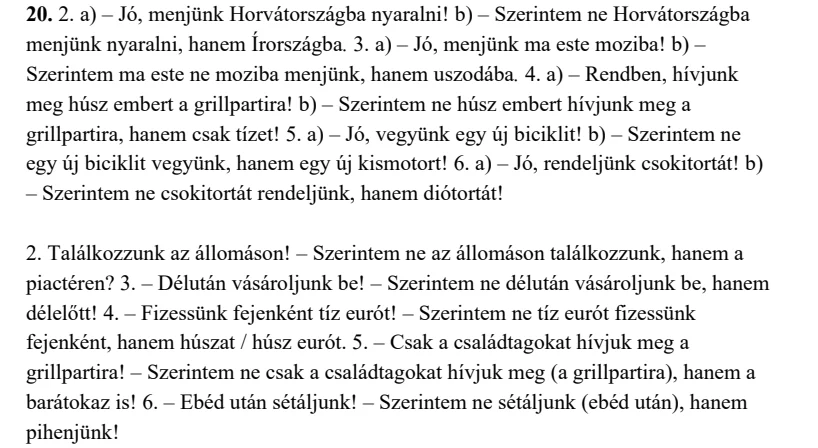 20. 2. a) – Jó, menjünk Horvátországba nyaralni! b) – Szerintem ne Horvátországba
menjünk nyaralni, hanem Írországba. 3. a) – Jó, menjünk ma este moziba! b) –
Szerintem ma este ne moziba menjünk, hanem uszodába. 4. a) – Rendben, hívjunk
meg húsz embert a grillpartira! b) – Szerintem ne húsz embert hívjunk meg a
grillpartira, hanem csak tízet! 5. a) – Jó, vegyünk egy új biciklit! b) – Szerintem ne
egy új biciklit vegyünk, hanem egy új kismotort! 6. a) – Jó, rendeljünk csokitortát! b)
– Szerintem ne csokitortát rendeljünk, hanem diótortát!
2. Találkozzunk az állomáson! – Szerintem ne az állomáson találkozzunk, hanem a
piactéren? 3. – Délután vásároljunk be! – Szerintem ne délután vásároljunk be, hanem
délelőtt! 4. – Fizessünk fejenként tíz eurót! – Szerintem ne tíz eurót fizessünk
fejenként, hanem húszat / húsz eurót. 5. – Csak a családtagokat hívjuk meg a
grillpartira! – Szerintem ne csak a családtagokat hívjuk meg (a grillpartira), hanem a
barátokaz is! 6. – Ebéd után sétáljunk! – Szerintem ne sétáljunk (ebéd után), hanem
pihenjünk!